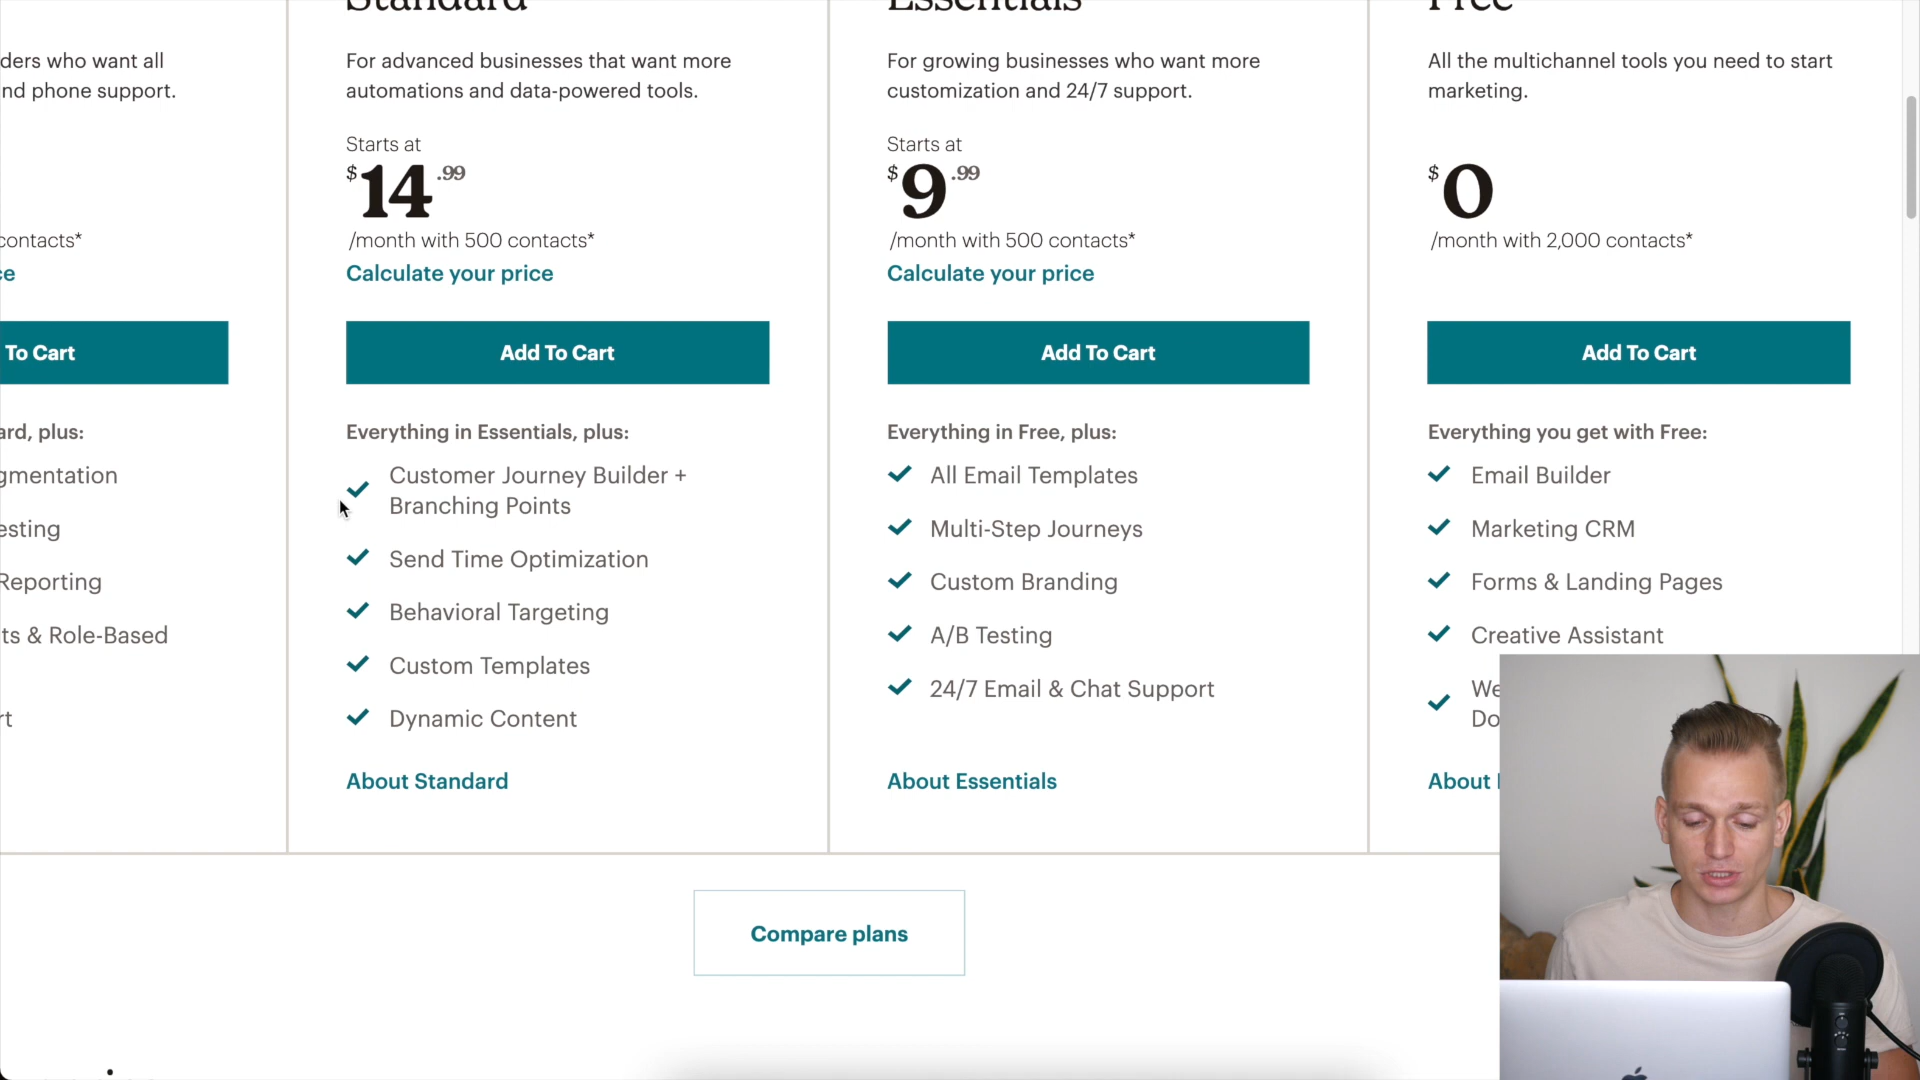 ders who want all
nd phone support.
contacts*
ce
To Cart
ard, plus:
gmentation
esting
Reporting
ts & Role-Based
rt
Standard
For advanced businesses that want more
automations and data-powered tools.
Starts at
$14.99
/month with 500 contacts*
Calculate your price
Add To Cart
Everything in Essentials, plus:
Customer Journey Builder +
Branching Points
Send Time Optimization
Behavioral Targeting
Custom Templates
Dynamic Content
About Standard
Essentials
For growing businesses who want more
customization and 24/7 support.
Starts at
$9.99
/month with 500 contacts*
Calculate your price
Add To Cart
Everything in Free, plus:
All Email Templates
Multi-Step Journeys
Custom Branding
A/B Testing
24/7 Email & Chat Support
About Essentials
Free
All the multichannel tools you need to start
marketing.
$0
/month with 2,000 contacts*
Add To Cart
Everything you get with Free:
Email Builder
Marketing CRM
Forms & Landing Pages
Creative Assistant
We
Do
About
Compare plans